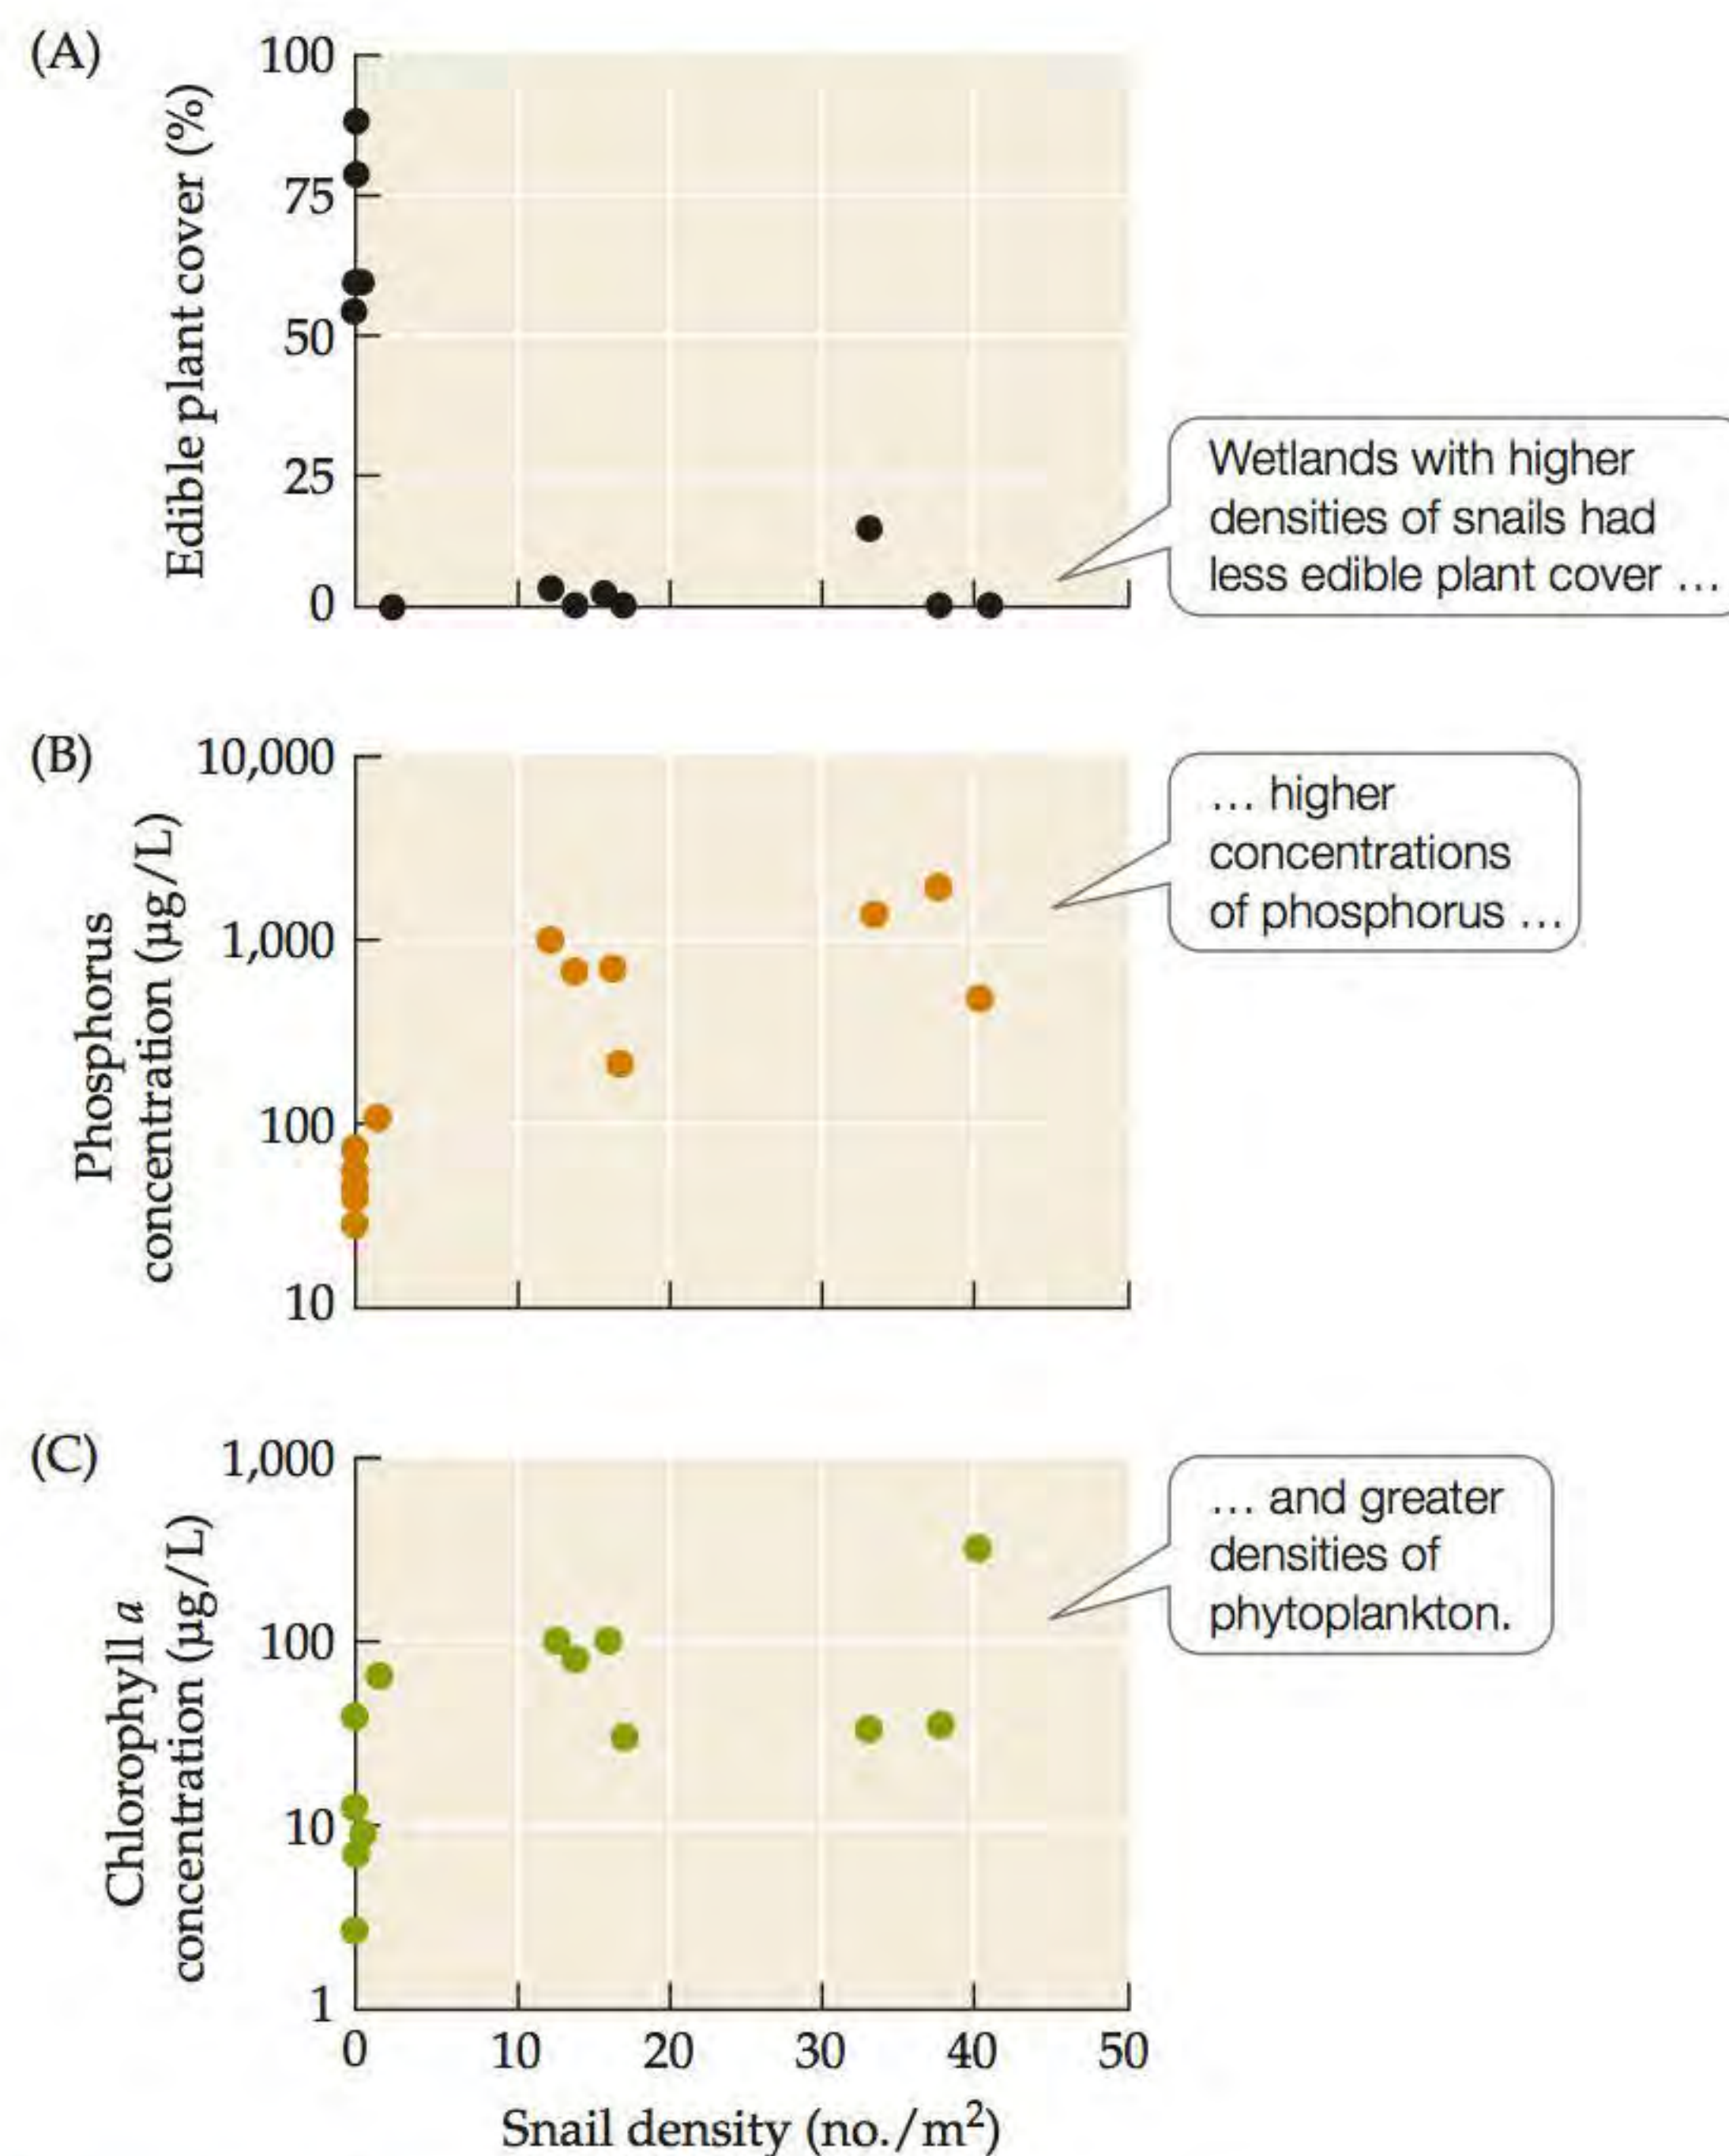 (A)
Edible plant cover (%)
100
75
50
25
0
Wetlands with higher
densities of snails had
less edible plant cover …
(B)
Phosphorus
concentration (µg/L)
10,000
1,000
100
10
… higher
concentrations
of phosphorus …
(C)
Chlorophyll a
concentration (µg/L)
1,000
100
10
1
… and greater
densities of
phytoplankton.
0 10 20 30 40 50
Snail density (no./m²)